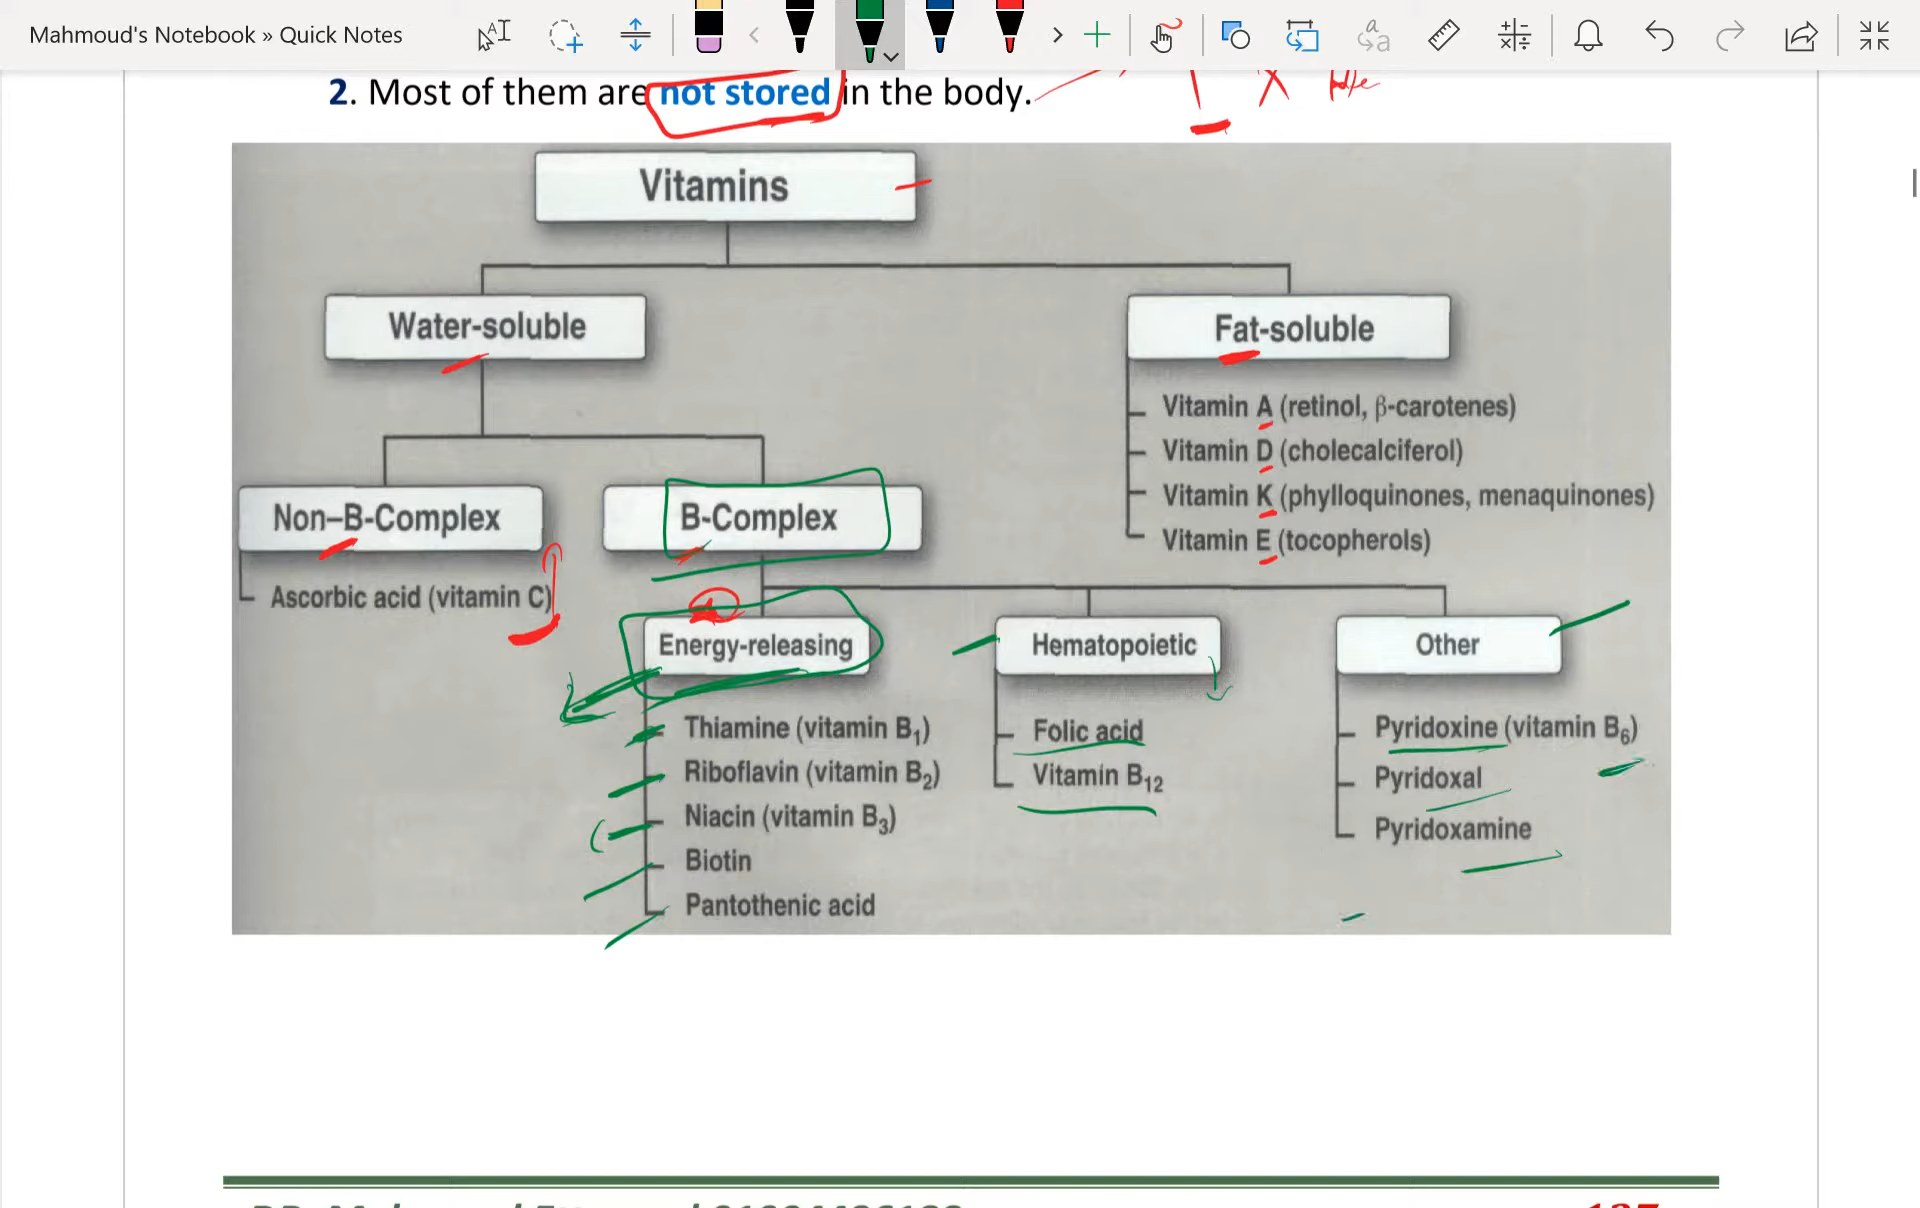 Mahmoud's Notebook » Quick Notes
2. Most of them are not stored in the body.
Vitamins
Water-soluble
Fat-soluble
Vitamin A (retinol, β-carotenes)
Vitamin D (cholecalciferol)
Vitamin K (phylloquinones, menaquinones)
Vitamin E (tocopherols)
Non–B-Complex
B-Complex
Ascorbic acid (vitamin C)
Energy-releasing
Hematopoietic
Other
Thiamine (vitamin B₁)
Riboflavin (vitamin B₂)
Niacin (vitamin B₃)
Biotin
Pantothenic acid
Folic acid
Vitamin B₁₂
Pyridoxine (vitamin B₆)
Pyridoxal
Pyridoxamine